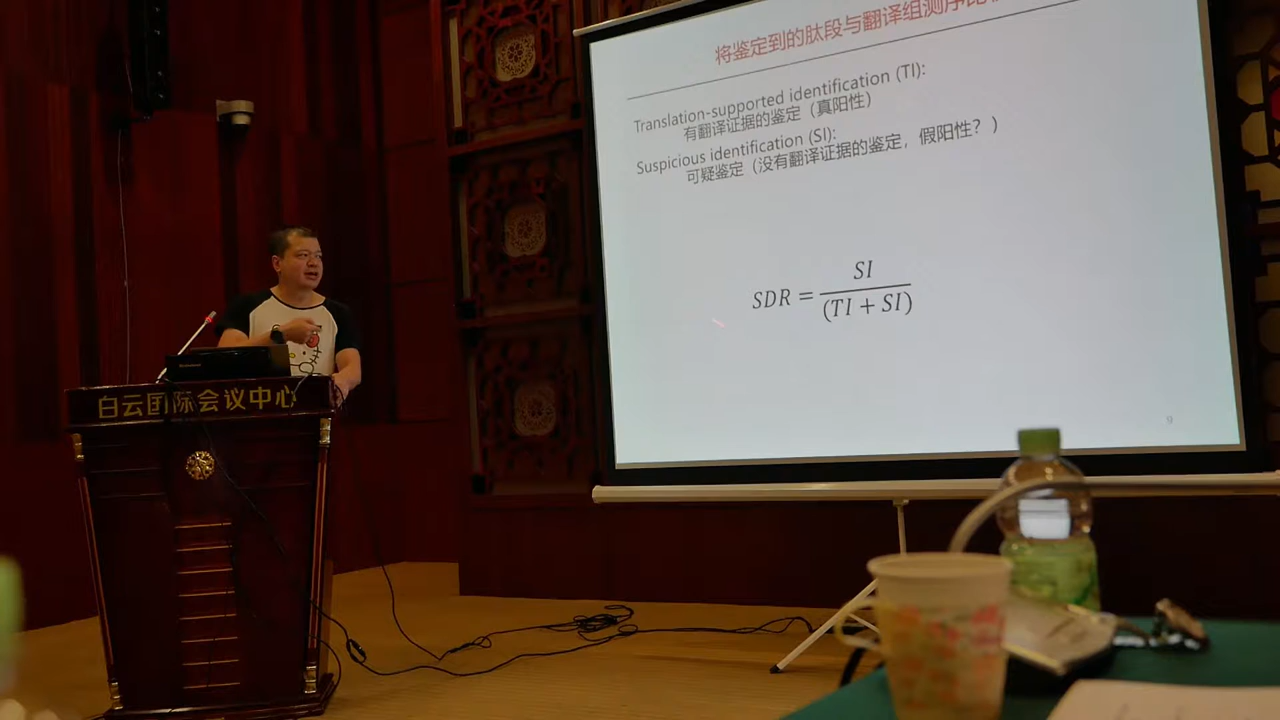 将鉴定到的肽段与翻译组测序比
Translation-supported identification (TI):
有翻译证据的鉴定（真阳性）
Suspicious identification (SI):
可疑鉴定（没有翻译证据的鉴定，假阳性？）
SDR = SI / (TI + SI)
9
白云国际会议中心